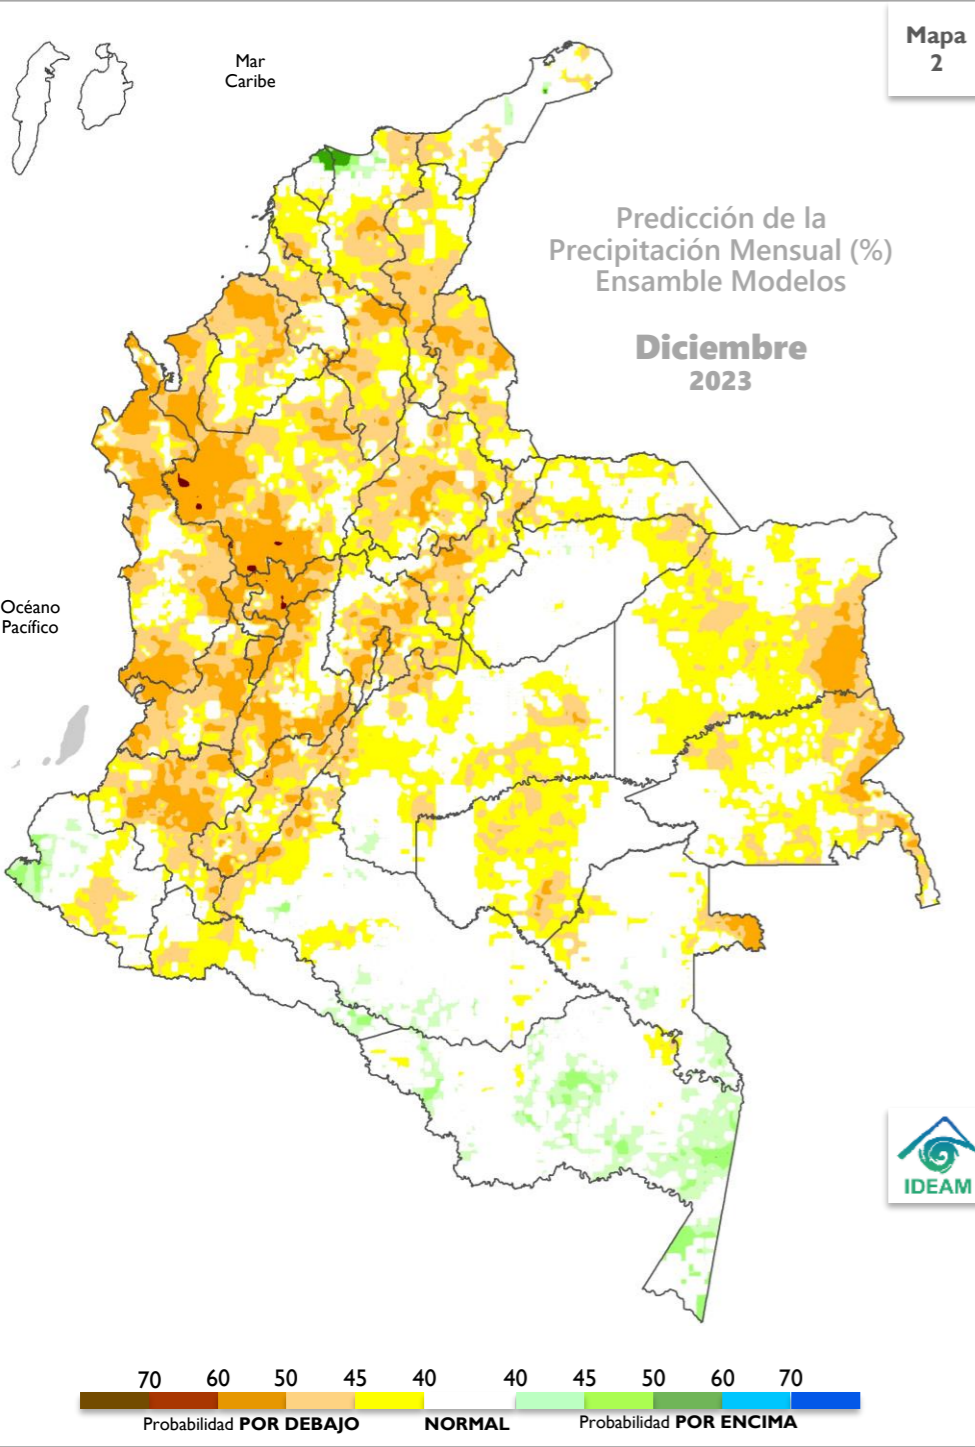 Mapa
2
Mar
Caribe
Predicción de la
Precipitación Mensual (%)
Ensamble Modelos
Diciembre
2023
Océano
Pacífico
IDEAM
70 60 50 45 40 40 45 50 60 70
Probabilidad POR DEBAJO NORMAL Probabilidad POR ENCIMA